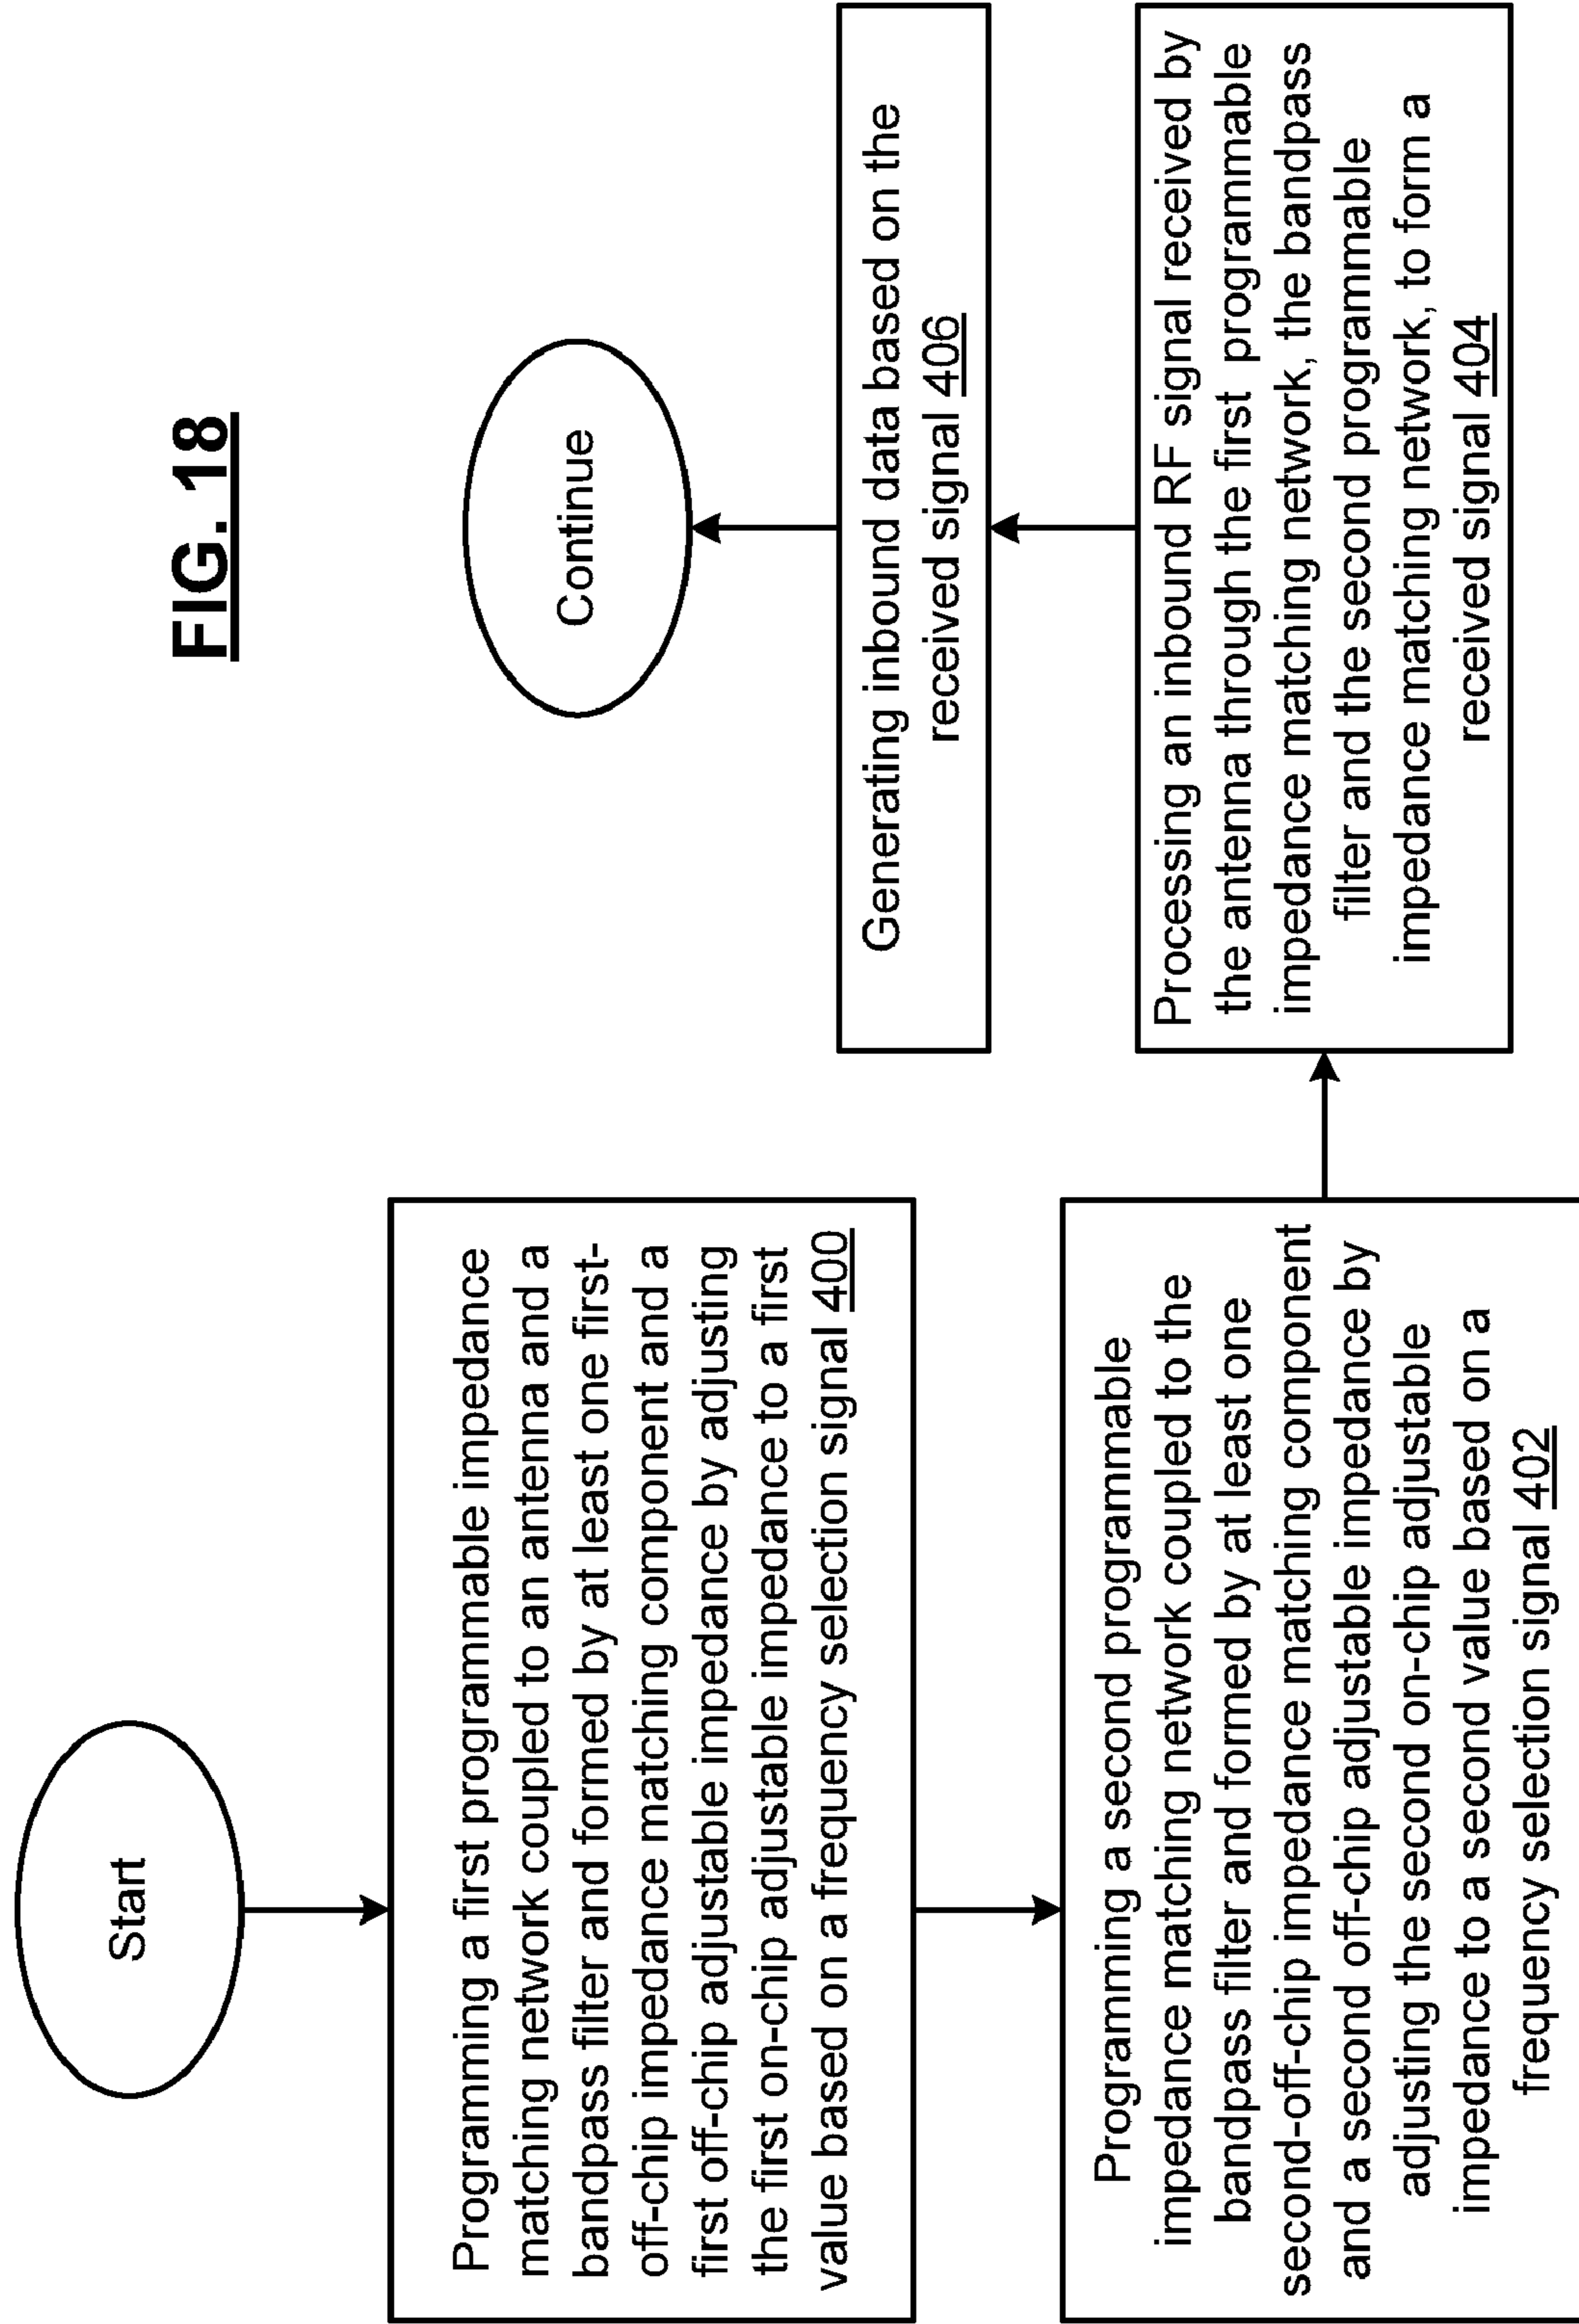 FIG. 18
Start
Programming a first programmable impedance
matching network coupled to an antenna and a
bandpass filter and formed by at least one first-
off-chip impedance matching component and a
first off-chip adjustable impedance by adjusting
the first on-chip adjustable impedance to a first
value based on a frequency selection signal 400
Programming a second programmable
impedance matching network coupled to the
bandpass filter and formed by at least one
second-off-chip impedance matching component
and a second off-chip adjustable impedance by
adjusting the second on-chip adjustable
impedance to a second value based on a
frequency selection signal 402
Processing an inbound RF signal received by
the antenna through the first programmable
impedance matching network, the bandpass
filter and the second programmable
impedance matching network, to form a
received signal 404
Generating inbound data based on the
received signal 406
Continue